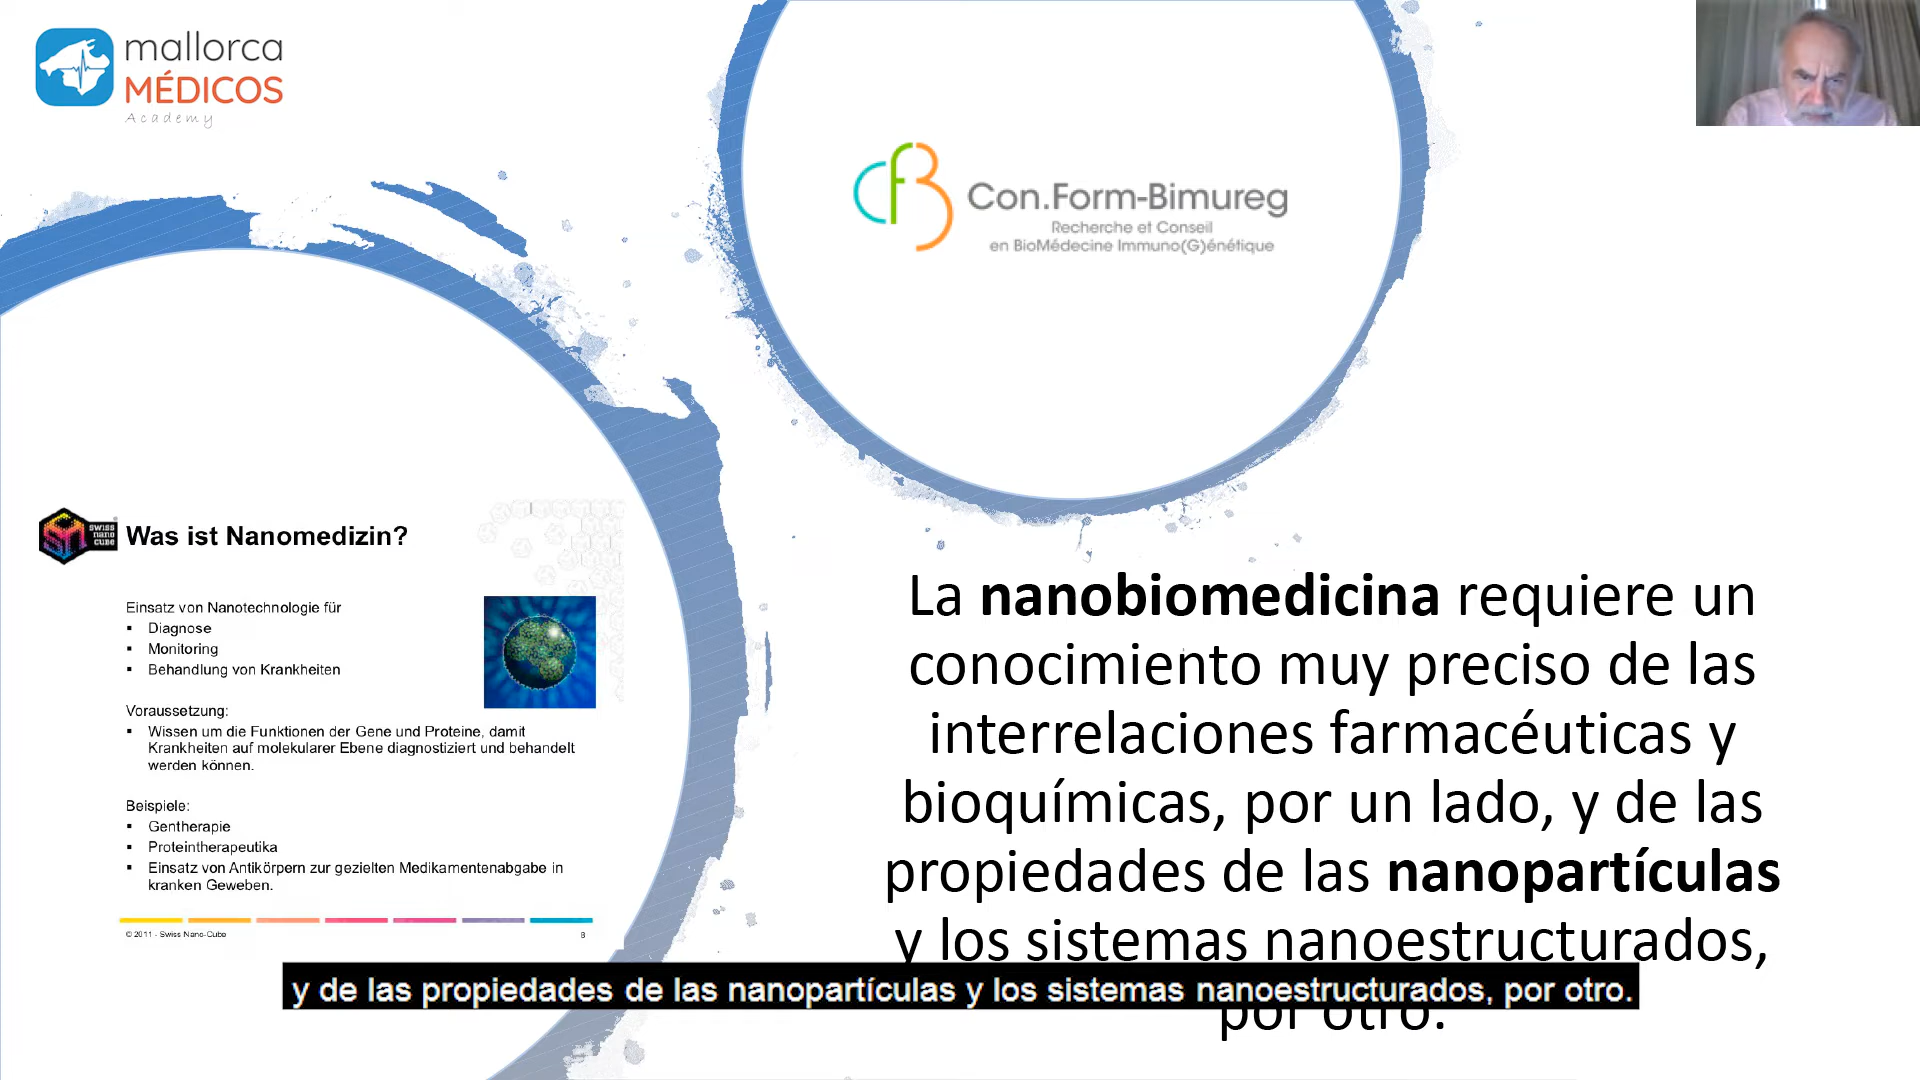 mallorca
MÉDICOS
Academy
Con.Form-Bimureg
Recherche et Conseil
en BioMédecine Immuno(G)énétique
SWISS
nano
CUBE
Was ist Nanomedizin?
Einsatz von Nanotechnologie für
▪ Diagnose
▪ Monitoring
▪ Behandlung von Krankheiten
Voraussetzung:
▪ Wissen um die Funktionen der Gene und Proteine, damit
Krankheiten auf molekularer Ebene diagnostiziert und behandelt
werden können.
Beispiele:
▪ Gentherapie
▪ Proteintherapeutika
▪ Einsatz von Antikörpern zur gezielten Medikamentenabgabe in
kranken Geweben.
© 2011 - Swiss Nano-Cube
8
La nanobiomedicina requiere un
conocimiento muy preciso de las
interrelaciones farmacéuticas y
bioquímicas, por un lado, y de las
propiedades de las nanopartículas
y los sistemas nanoestructurados,
por otro.
y de las propiedades de las nanopartículas y los sistemas nanoestructurados, por otro.